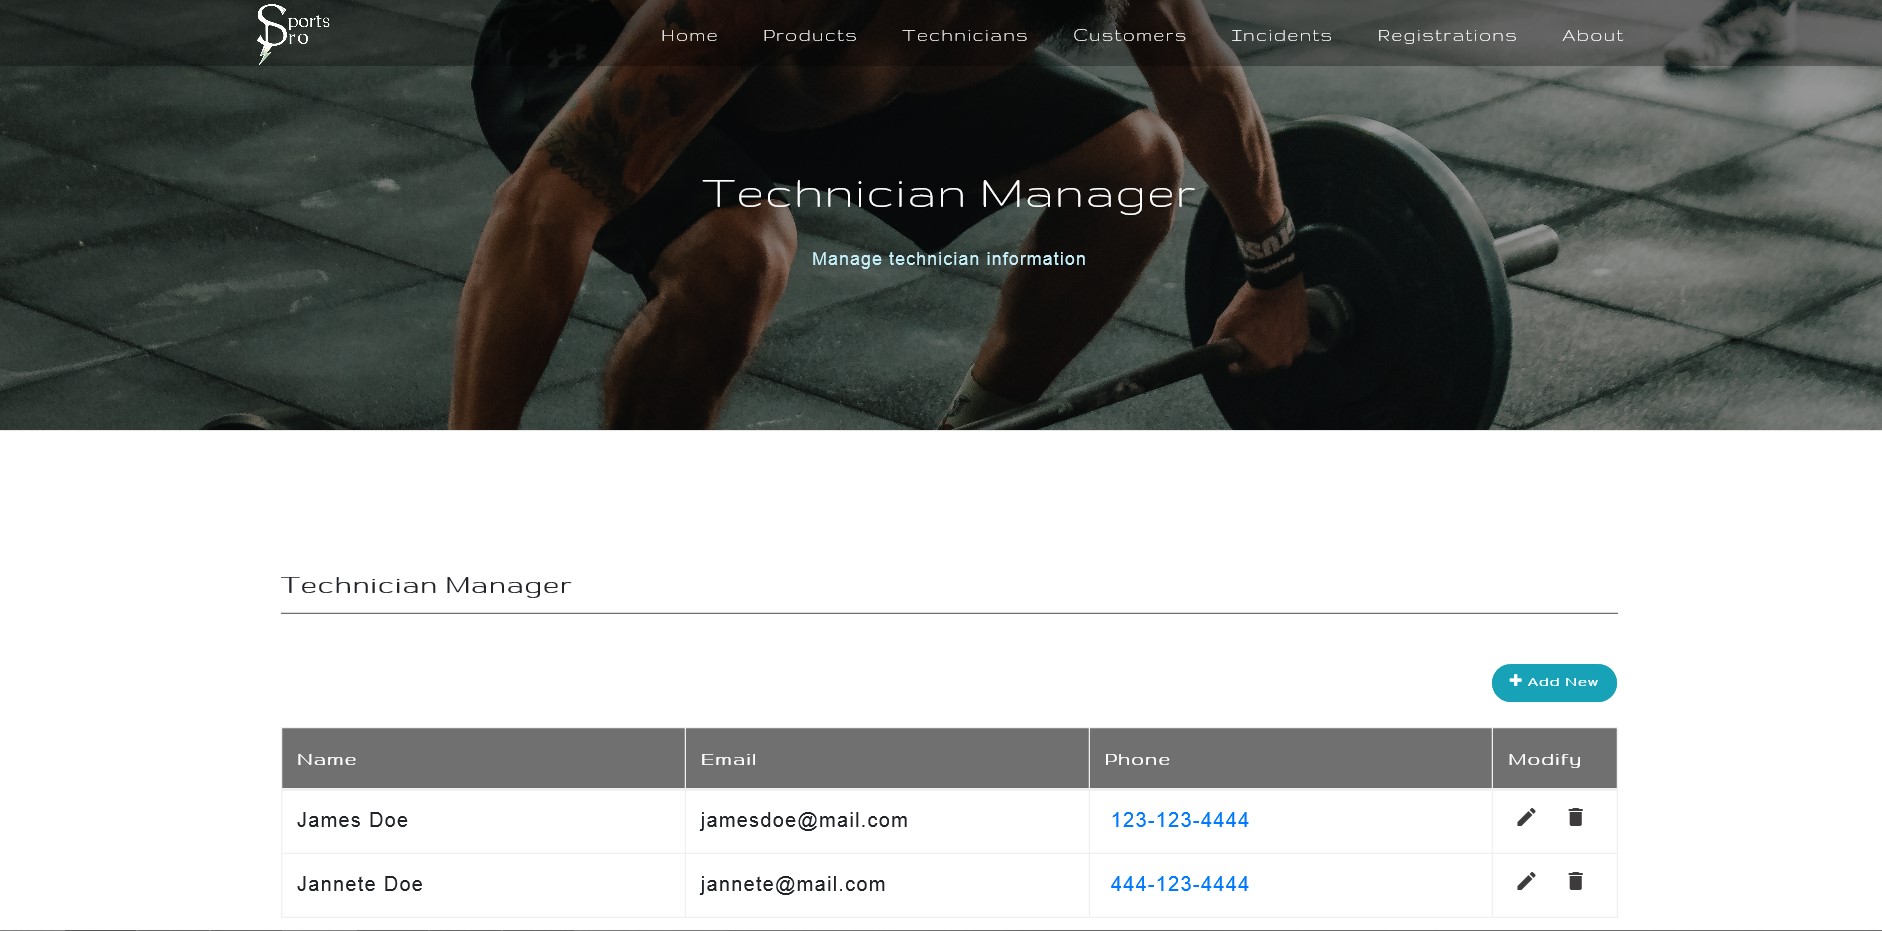 Sports
Pro
Home Products Technicians Customers Incidents Registrations About
Technician Manager
Manage technician information
Technician Manager
Add New
Name Email Phone Modify
James Doe jamesdoe@mail.com 123-123-4444
Jannete Doe jannete@mail.com 444-123-4444